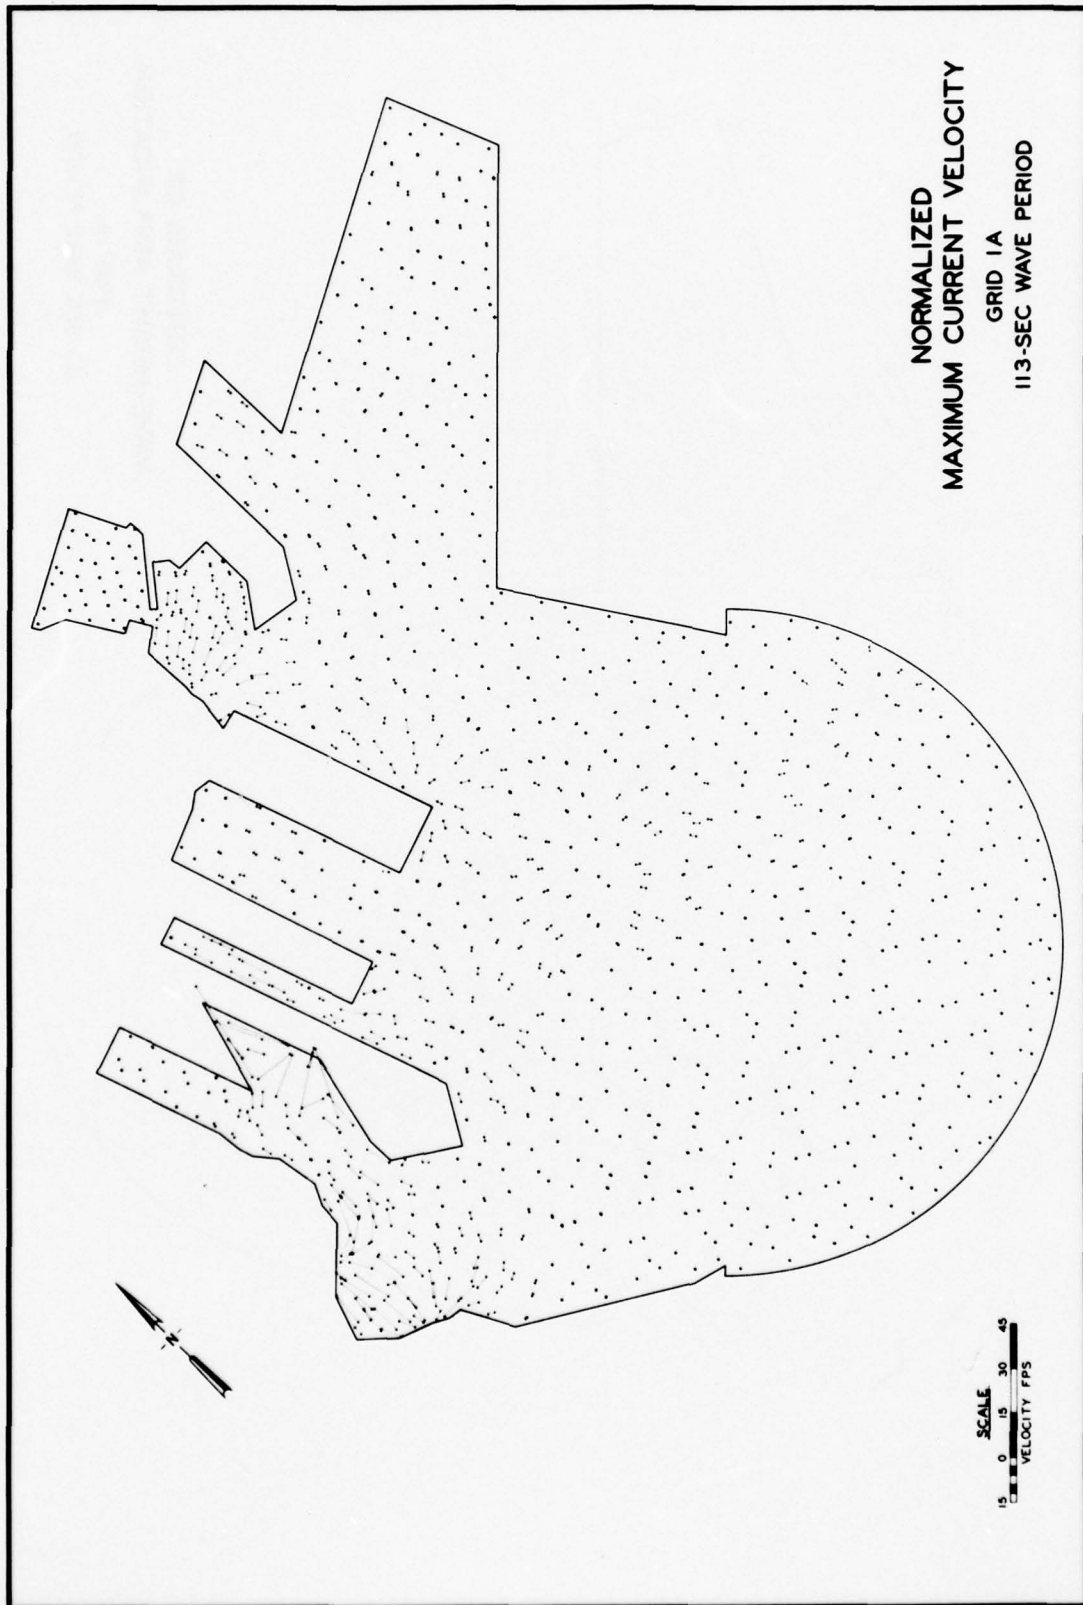 NORMALIZED
MAXIMUM CURRENT VELOCITY
GRID 1A
113-SEC WAVE PERIOD
N
SCALE
15 0 15 30 45
VELOCITY FPS